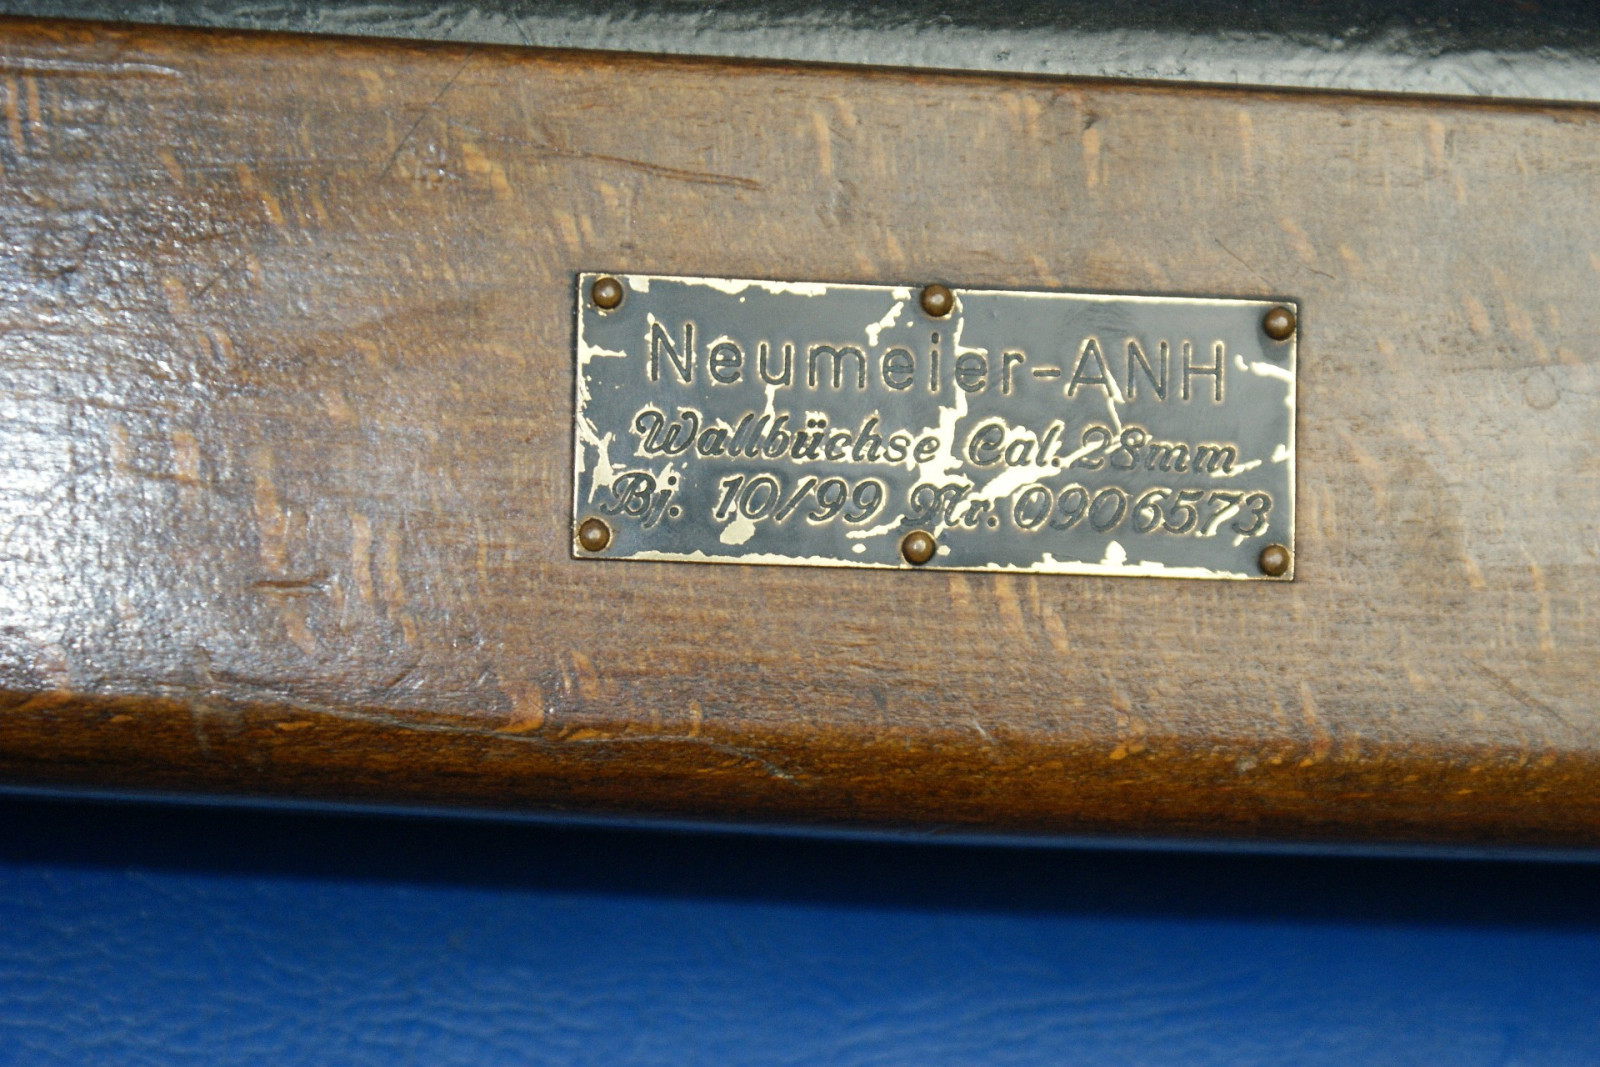 Neumeier-ANH
Wallbüchse Cal. 28mm
Bj. 10/99 Nr. 0906573